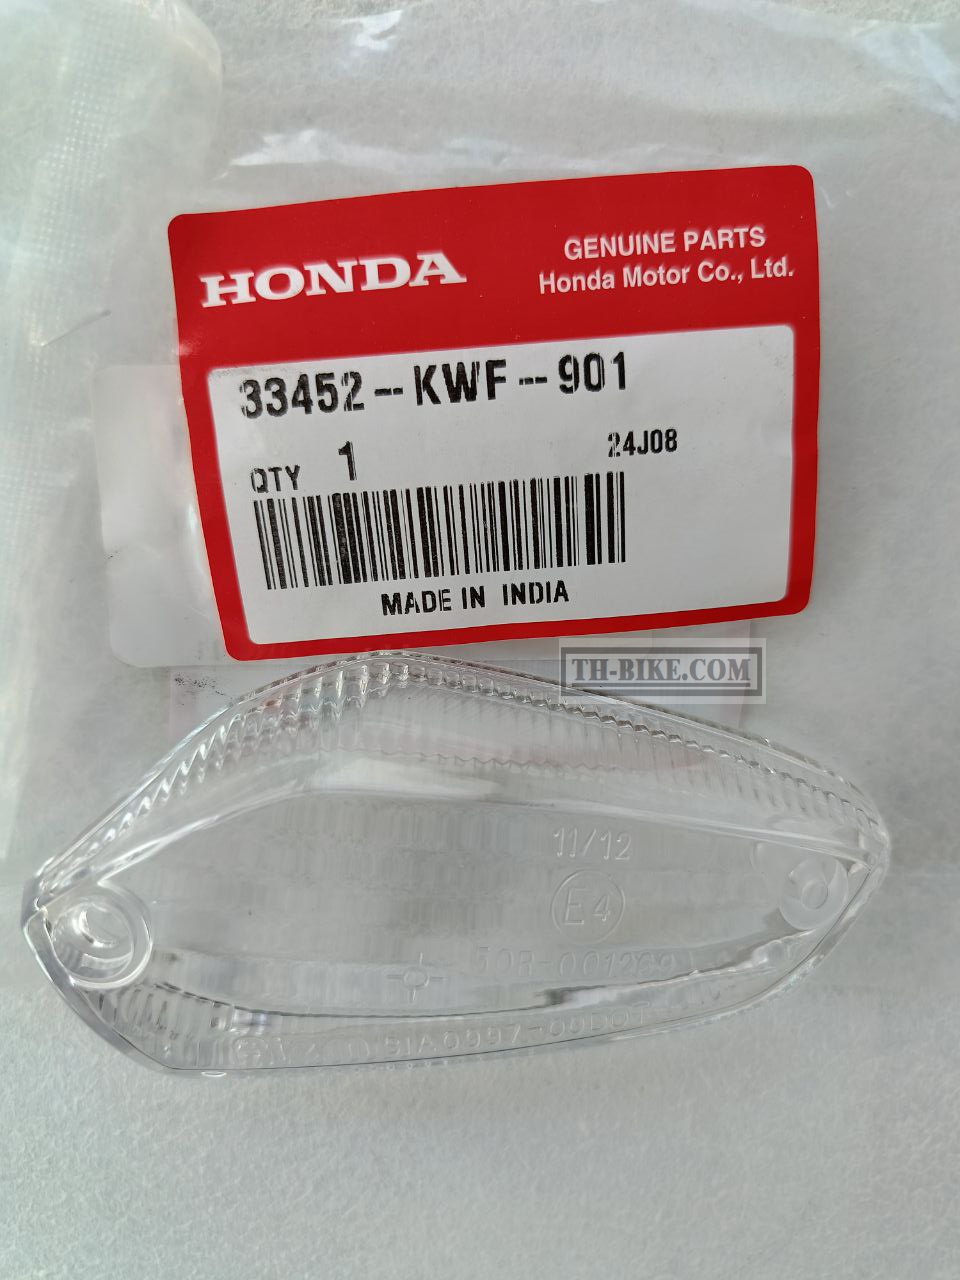 HONDA
GENUINE PARTS
Honda Motor Co., Ltd.
33452--KWF--901
QTY 1
24J08
MADE IN INDIA
TH-BIKE.COM
11/12
E4